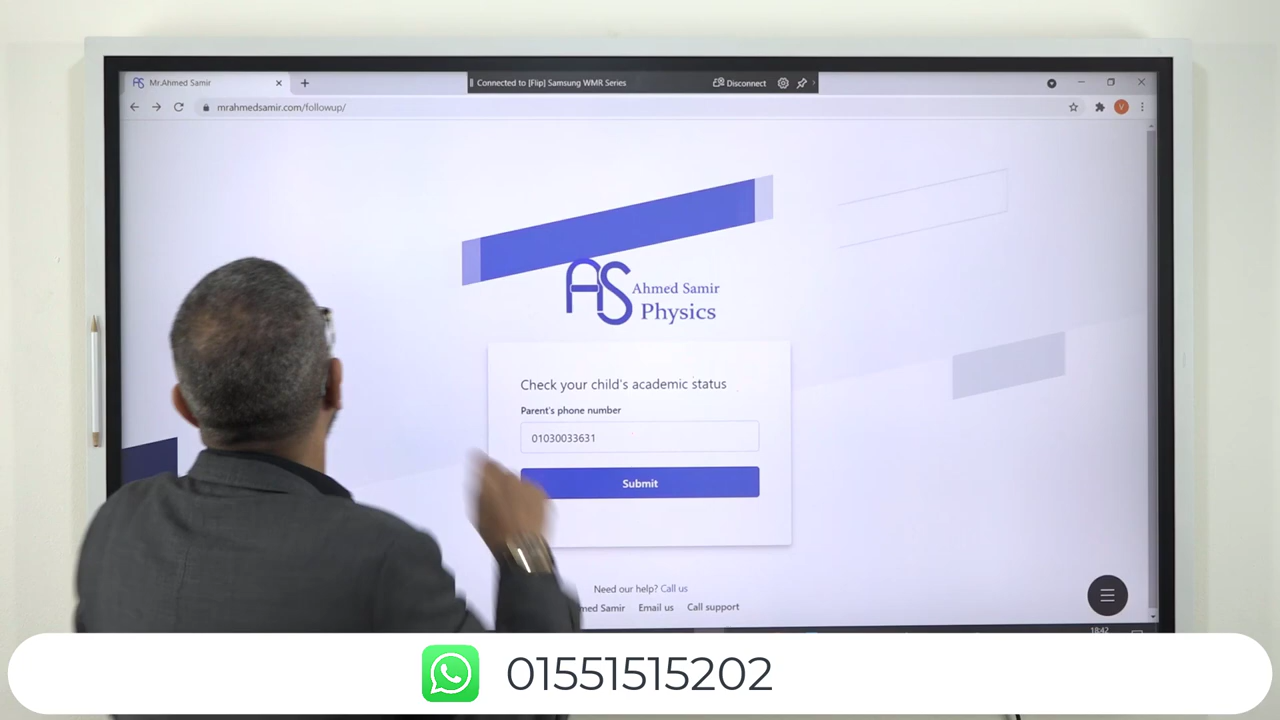 Mr.Ahmed Samir
Connected to [Flip] Samsung WMR Series
Disconnect
mrahmedsamir.com/followup/
V
AS
Ahmed Samir
Physics
Check your child's academic status
Parent's phone number
01030033631
Submit
Need our help? Call us
med Samir Email us Call support
18:42
01551515202